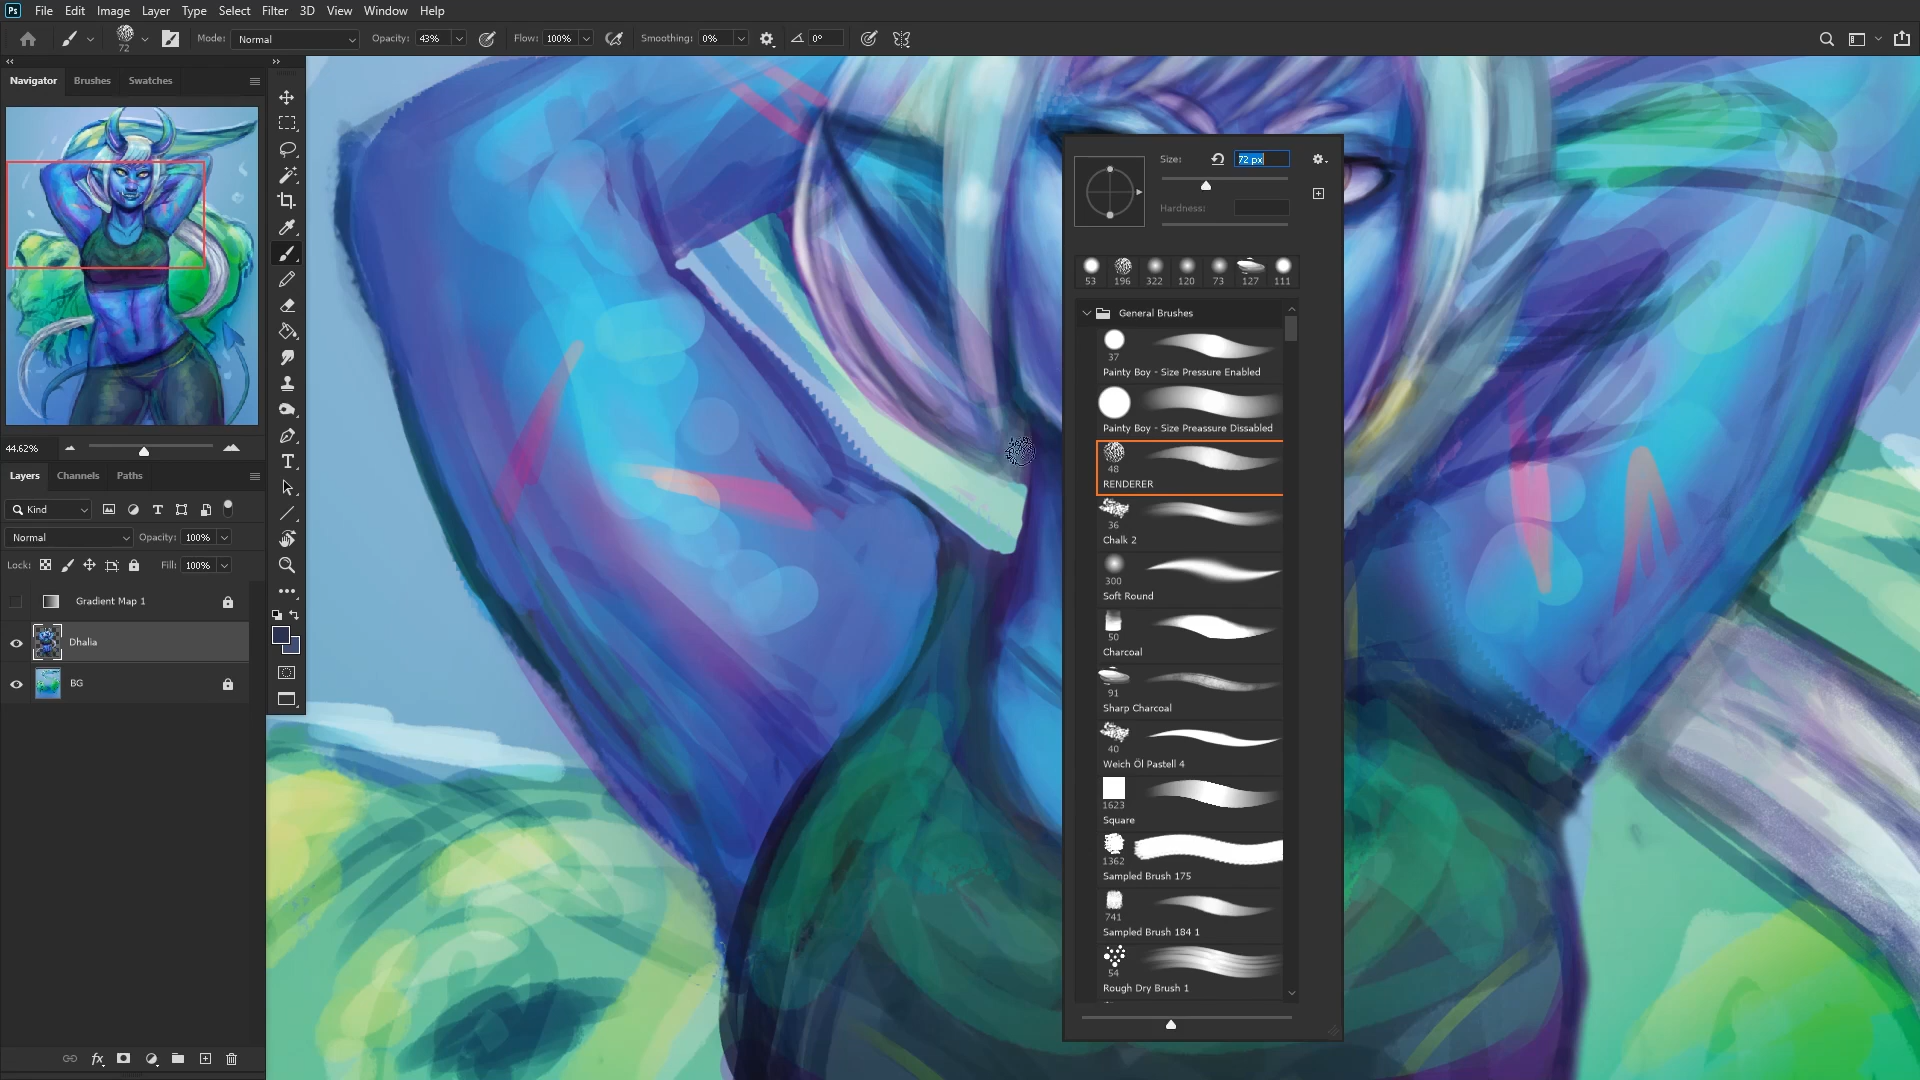 Ps File Edit Image Layer Type Select Filter 3D View Window Help
72 Mode: Normal Opacity: 43% Flow: 100% Smoothing: 0% 0°
Navigator Brushes Swatches
44.62%
Layers Channels Paths
Kind
Normal Opacity: 100%
Lock: Fill: 100%
Gradient Map 1
Dhalia
BG
fx
Size: 72 px
Hardness:
53 196 322 120 73 127 111
General Brushes
37
Painty Boy - Size Pressure Enabled
Painty Boy - Size Preassure Dissabled
48
RENDERER
36
Chalk 2
300
Soft Round
50
Charcoal
91
Sharp Charcoal
40
Weich Öl Pastell 4
1623
Square
1362
Sampled Brush 175
741
Sampled Brush 184 1
54
Rough Dry Brush 1